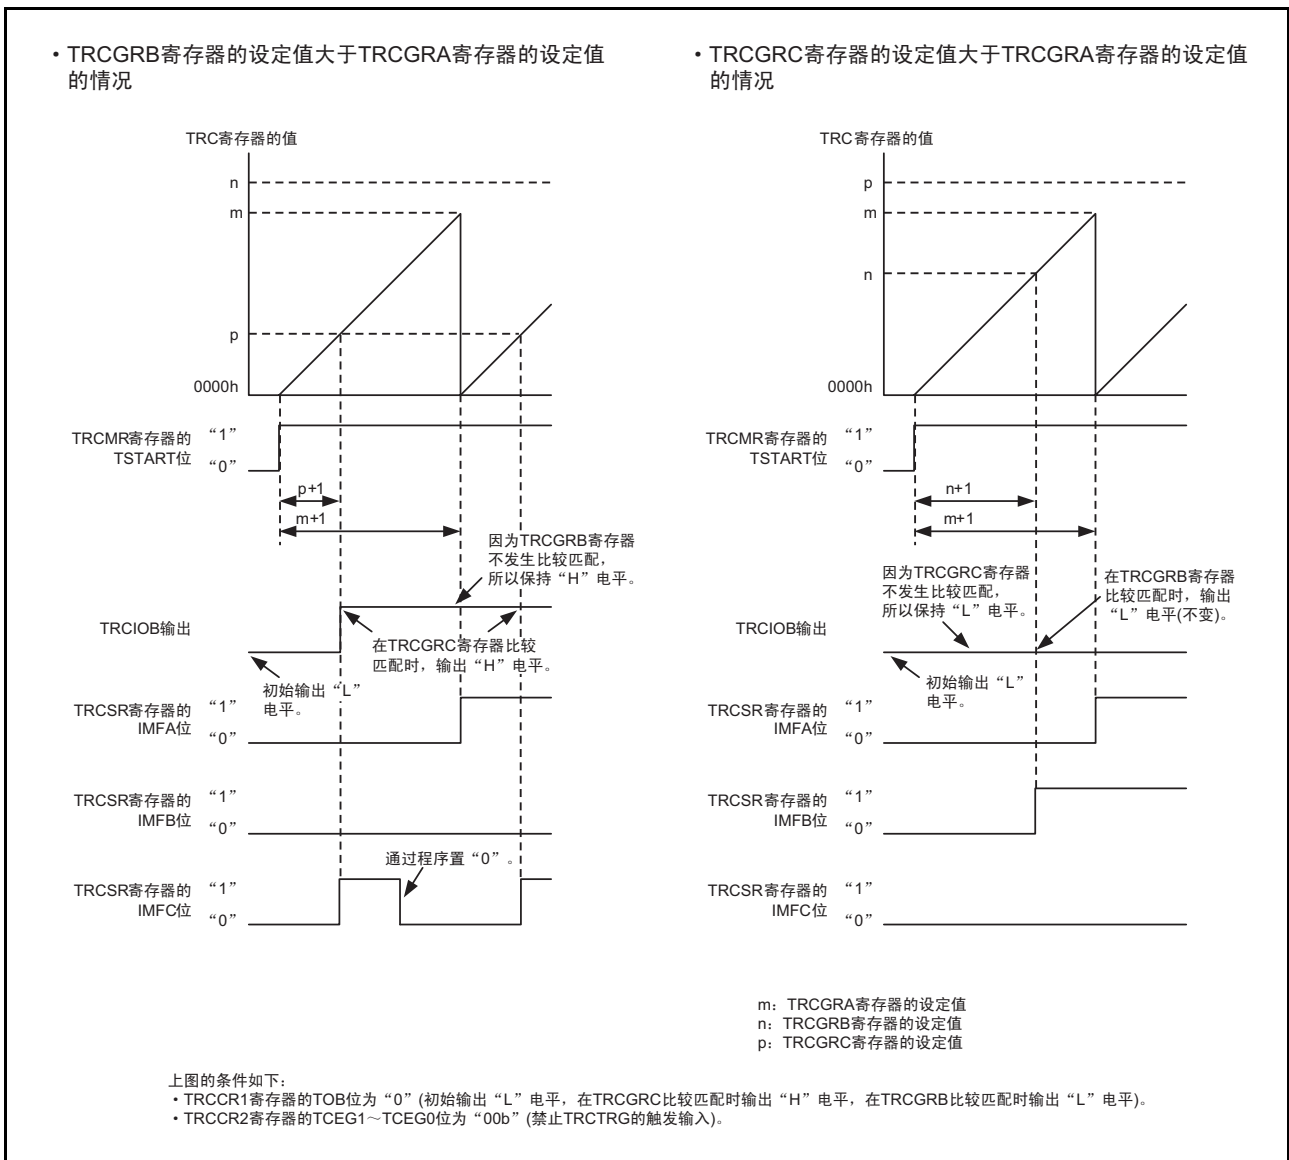 • TRCGRB寄存器的设定值大于TRCGRA寄存器的设定值
的情况
TRC寄存器的值
n
m
p
0000h
TRCMR寄存器的
TSTART位
“1”
“0”
p+1
m+1
因为TRCGRB寄存器
不发生比较匹配，
所以保持“H”电平。
TRCIOB输出
在TRCGRC寄存器比较
匹配时，输出“H”电平。
初始输出“L”
电平。
TRCSR寄存器的
IMFA位
“1”
“0”
TRCSR寄存器的
IMFB位
“1”
“0”
通过程序置“0”。
TRCSR寄存器的
IMFC位
“1”
“0”
• TRCGRC寄存器的设定值大于TRCGRA寄存器的设定值
的情况
TRC寄存器的值
p
m
n
0000h
TRCMR寄存器的
TSTART位
“1”
“0”
n+1
m+1
因为TRCGRC寄存器
不发生比较匹配，
所以保持“L”电平。
在TRCGRB寄存器
比较匹配时，输出
“L”电平(不变)。
TRCIOB输出
初始输出“L”
电平。
TRCSR寄存器的
IMFA位
“1”
“0”
TRCSR寄存器的
IMFB位
“1”
“0”
TRCSR寄存器的
IMFC位
“1”
“0”
m：TRCGRA寄存器的设定值
n：TRCGRB寄存器的设定值
p：TRCGRC寄存器的设定值
上图的条件如下：
• TRCCR1寄存器的TOB位为“0”(初始输出“L”电平，在TRCGRC比较匹配时输出“H”电平，在TRCGRB比较匹配时输出“L”电平)。
• TRCCR2寄存器的TCEG1～TCEG0位为“00b”(禁止TRCTRG的触发输入)。